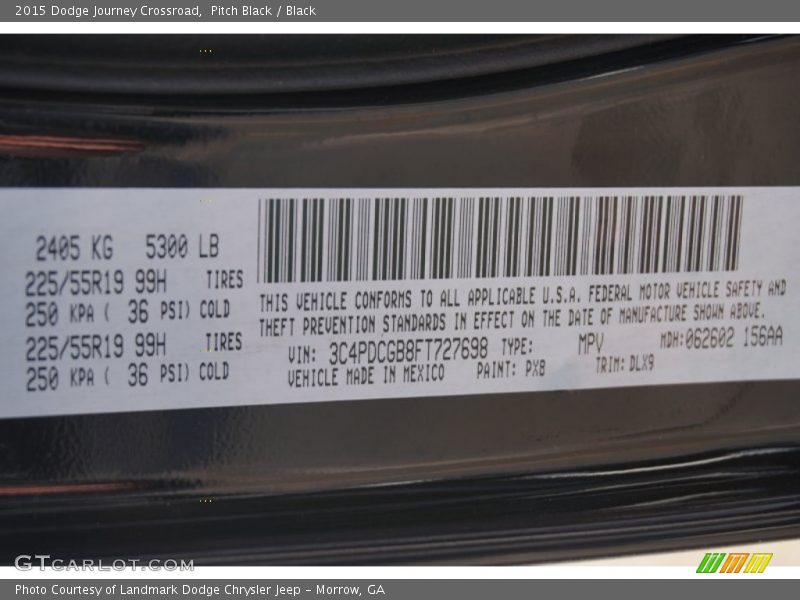 2015 Dodge Journey Crossroad, Pitch Black / Black
2405 KG 5300 LB
225/55R19 99H TIRES
250 KPA ( 36 PSI) COLD
225/55R19 99H TIRES
250 KPA ( 36 PSI) COLD
THIS VEHICLE CONFORMS TO ALL APPLICABLE U.S.A. FEDERAL MOTOR VEHICLE SAFETY AND
THEFT PREVENTION STANDARDS IN EFFECT ON THE DATE OF MANUFACTURE SHOWN ABOVE.
VIN: 3C4PDCGB8FT727698 TYPE: MPV MDH:062602 156AA
VEHICLE MADE IN MEXICO PAINT: PX8 TRIM: DLX9
GTCARLOT.COM
Photo Courtesy of Landmark Dodge Chrysler Jeep - Morrow, GA